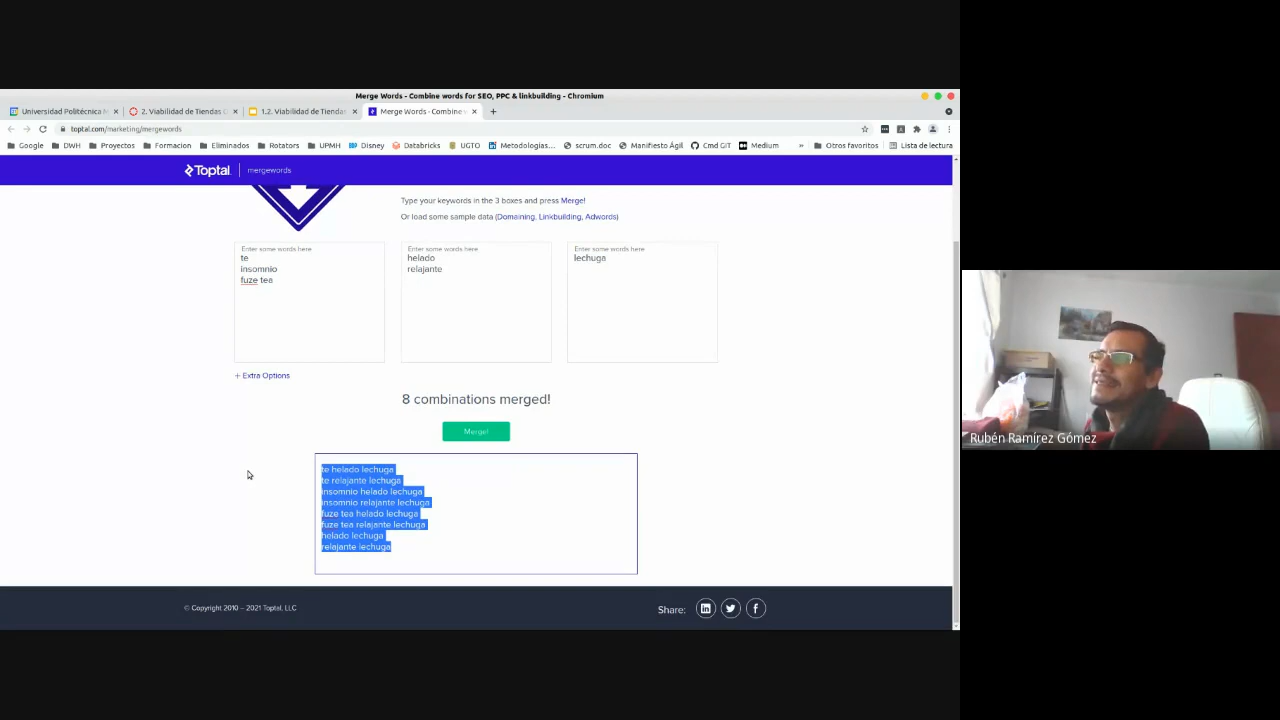 Merge Words - Combine words for SEO, PPC & linkbuilding - Chromium
Universidad Politécnica
2. Viabilidad de Tiendas
1.2. Viabilidad de Tiendas
Merge Words - Combine
toptal.com/marketing/mergewords
Google
DWH
Proyectos
Formacion
Eliminados
Rotators
UPMH
Disney
Databricks
UGTO
Metodologias...
scrum.doc
Manifiesto Ágil
Cmd GIT
Medium
»
Otros favoritos
Lista de lectura
Toptal
mergewords
Type your keywords in the 3 boxes and press Merge!
Or load some sample data (Domaining, Linkbuilding, Adwords)
Enter some words here
te
insomnio
fuze tea
Enter some words here
helado
relajante
Enter some words here
lechuga
+ Extra Options
8 combinations merged!
Merge!
te helado lechuga
te relajante lechuga
insomnio helado lechuga
insomnio relajante lechuga
fuze tea helado lechuga
fuze tea relajante lechuga
helado lechuga
relajante lechuga
© Copyright 2010 – 2021 Toptal, LLC
Share:
Rubén Ramírez Gómez